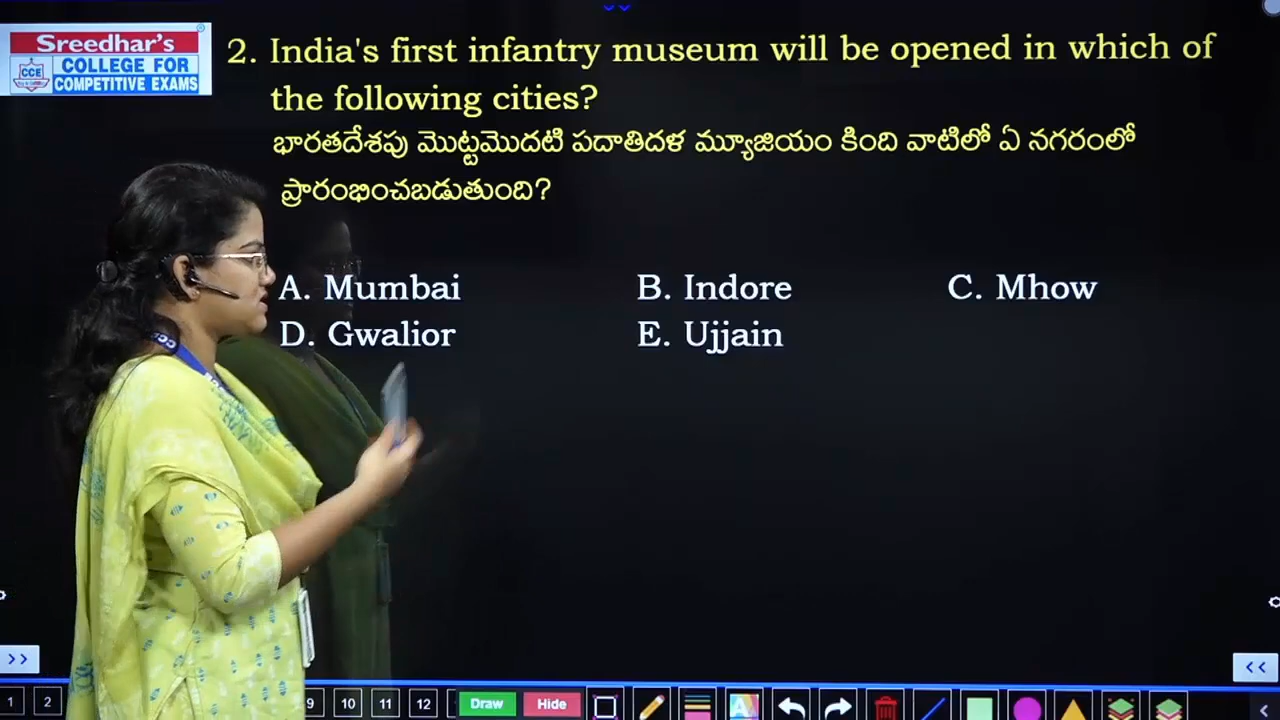 Sreedhar's
CCE
COLLEGE FOR
COMPETITIVE EXAMS
2. India's first infantry museum will be opened in which of
the following cities?
భారతదేశపు మొట్టమొదటి పదాతిదళ మ్యూజియం కింది వాటిలో ఏ నగరంలో
ప్రారంభించబడుతుంది?
A. Mumbai B. Indore C. Mhow
D. Gwalior E. Ujjain
>> <<
1 2 9 10 11 12 Draw Hide A <